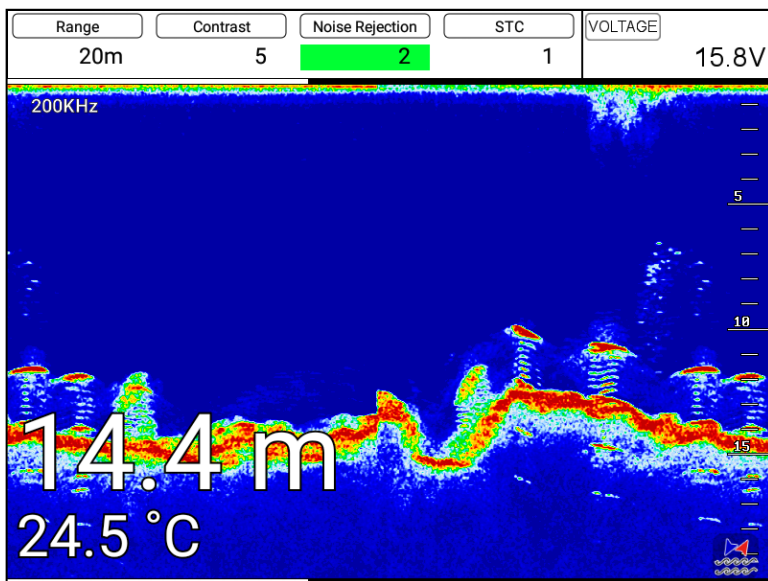 Range Contrast Noise Rejection STC VOLTAGE
20m 5 2 1 15.8V
200KHz
5
10
15
14.4 m
24.5 °C